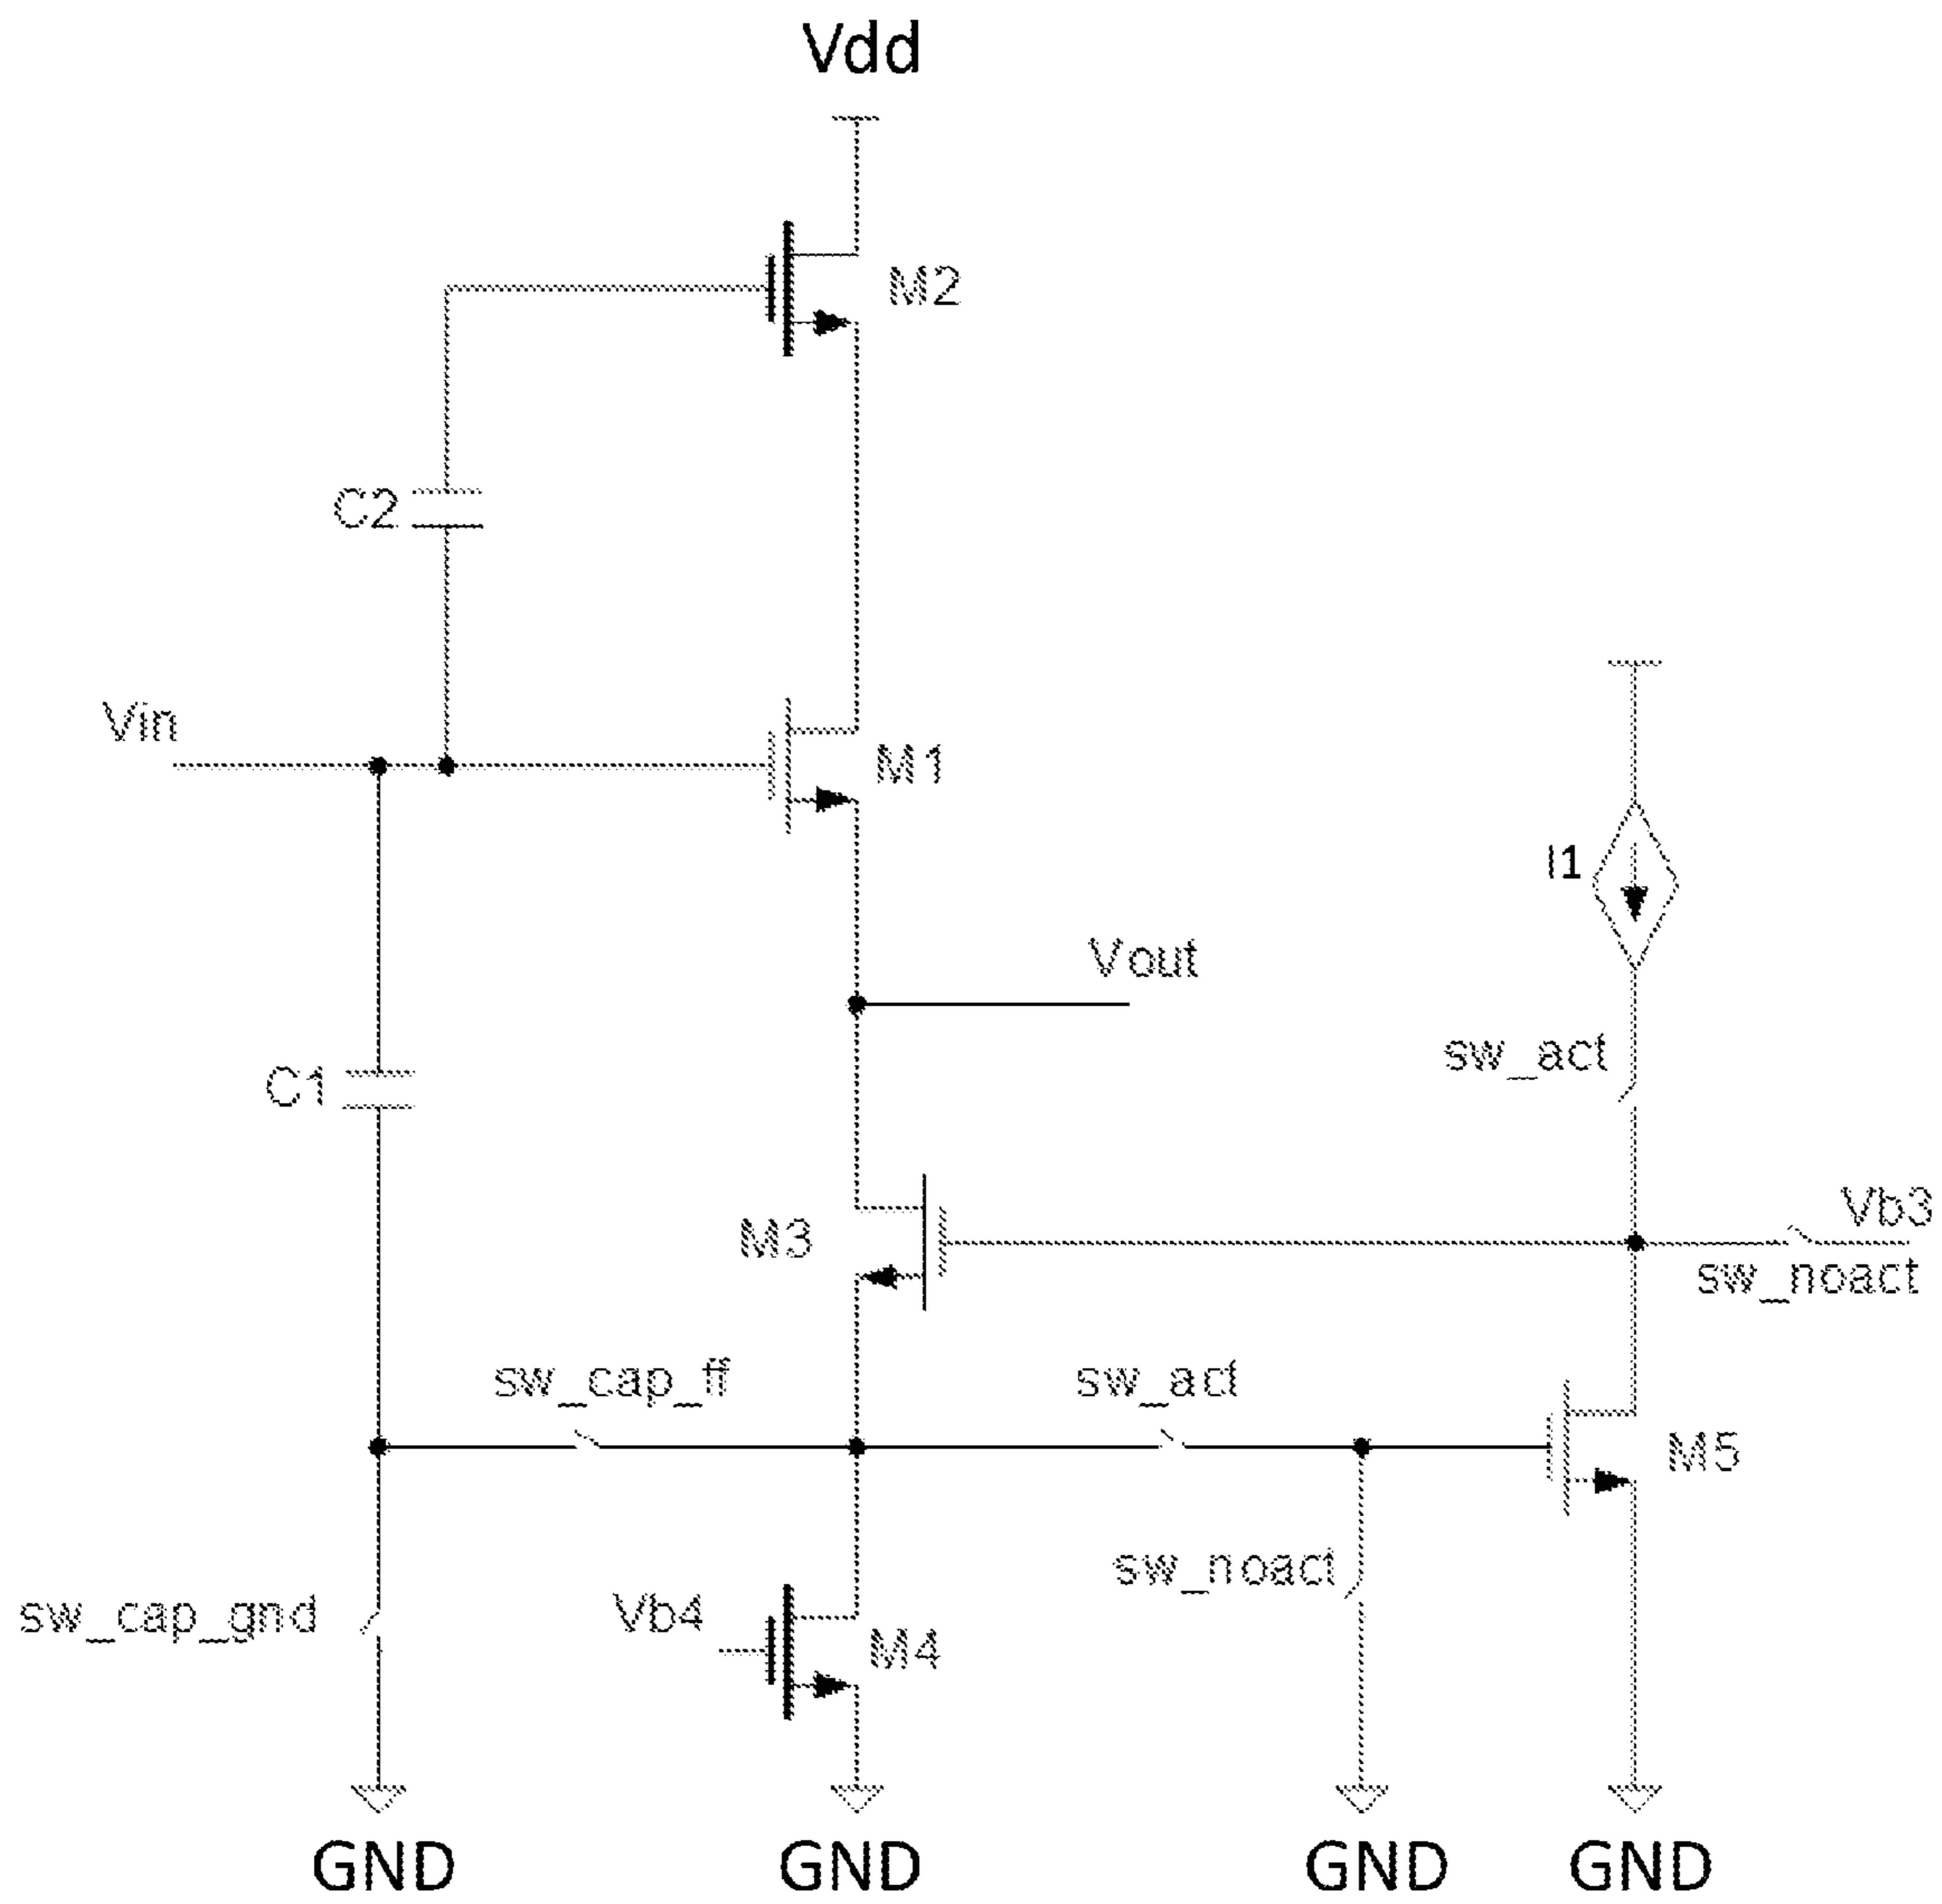 Vdd
M2
C2
Vin
M1
I1
Vout
sw_act
C1
Vb3
M3
sw_noact
sw_cap_ff
sw_act
M5
sw_noact
sw_cap_gnd
Vb4
M4
GND
GND
GND
GND